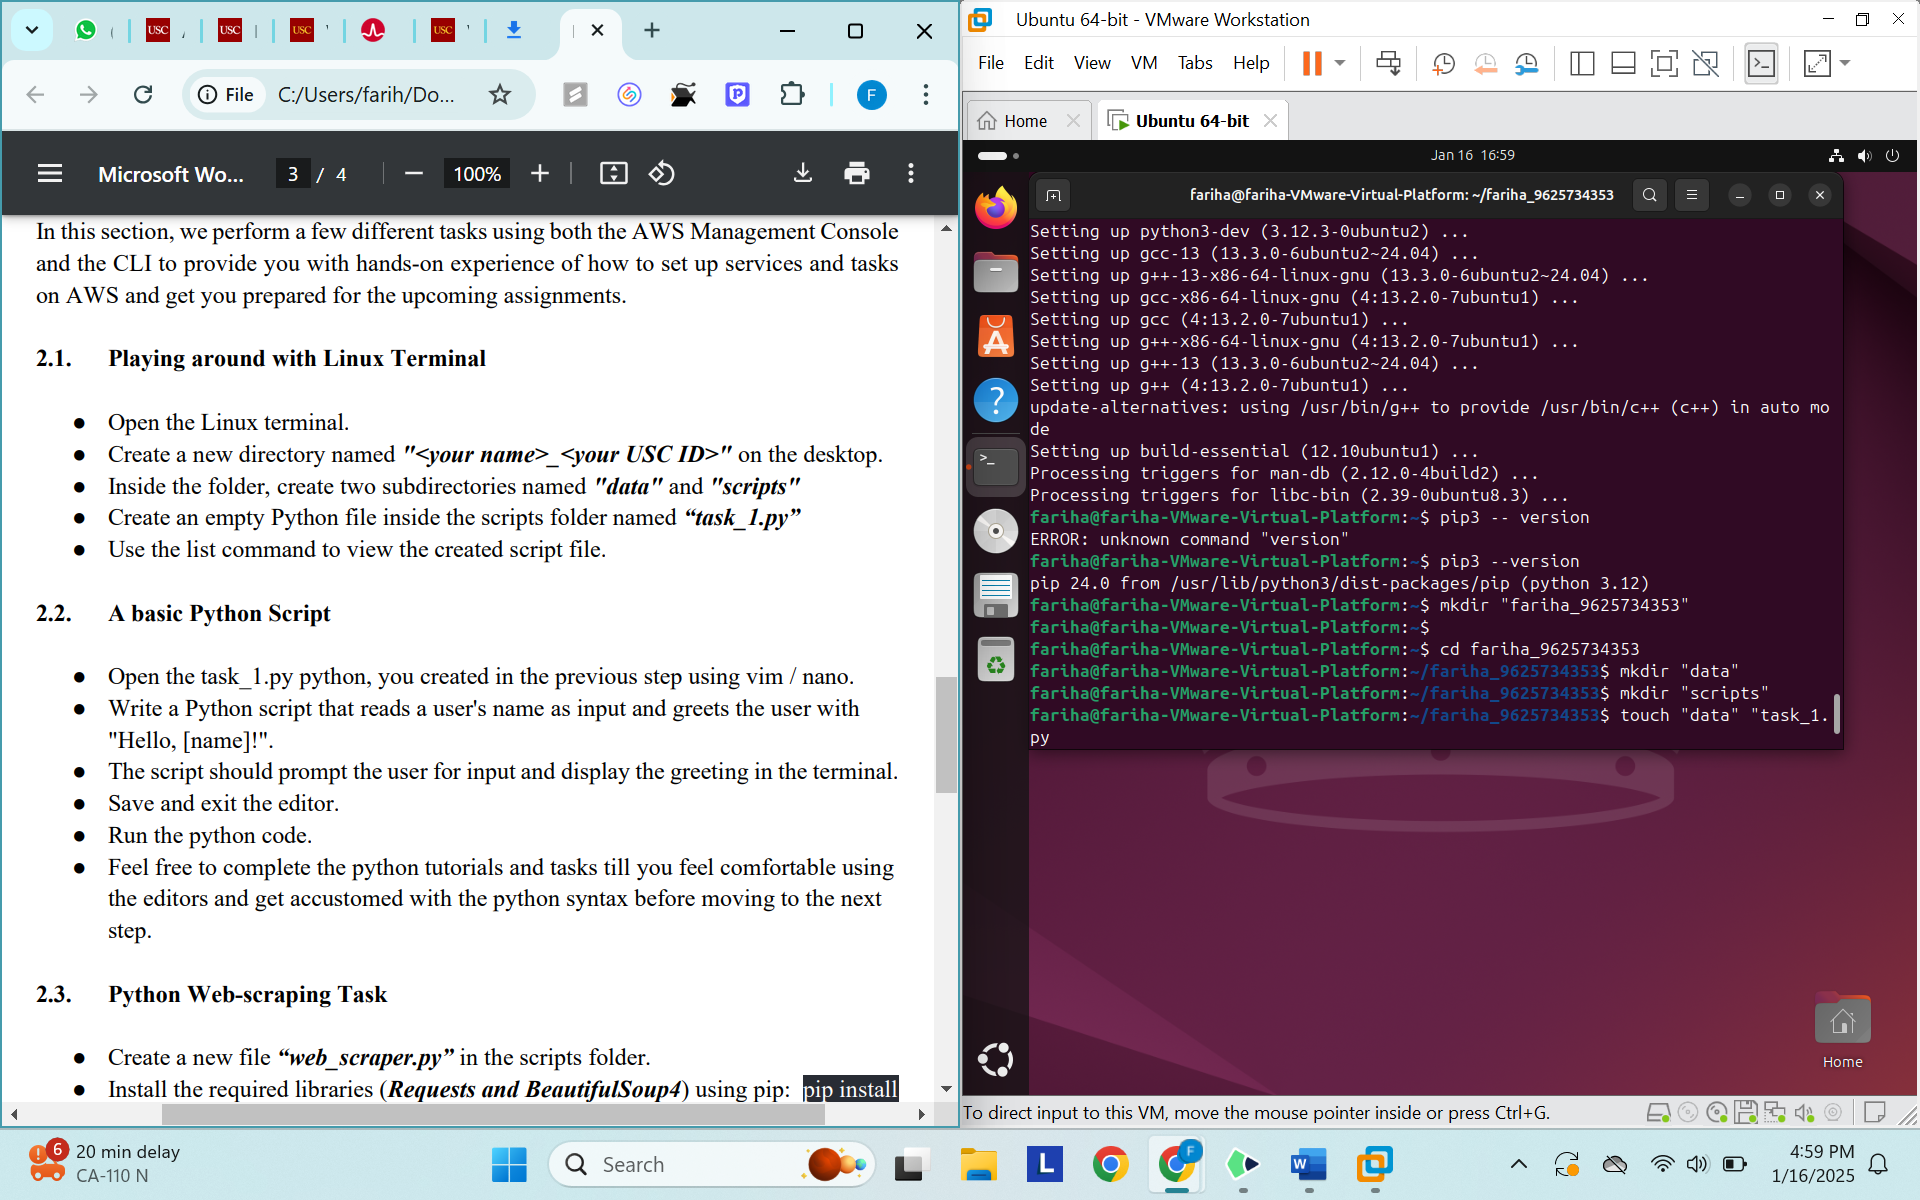 USC
USC
USC
USC
File
C:/Users/farih/Do...
F
Microsoft Wo...
3 / 4
100%
In this section, we perform a few different tasks using both the AWS Management Console
and the CLI to provide you with hands-on experience of how to set up services and tasks
on AWS and get you prepared for the upcoming assignments.
2.1. Playing around with Linux Terminal
● Open the Linux terminal.
● Create a new directory named "<your name>_<your USC ID>" on the desktop.
● Inside the folder, create two subdirectories named "data" and "scripts"
● Create an empty Python file inside the scripts folder named “task_1.py”
● Use the list command to view the created script file.
2.2. A basic Python Script
● Open the task_1.py python, you created in the previous step using vim / nano.
● Write a Python script that reads a user's name as input and greets the user with
"Hello, [name]!".
● The script should prompt the user for input and display the greeting in the terminal.
● Save and exit the editor.
● Run the python code.
● Feel free to complete the python tutorials and tasks till you feel comfortable using
the editors and get accustomed with the python syntax before moving to the next
step.
2.3. Python Web-scraping Task
● Create a new file “web_scraper.py” in the scripts folder.
● Install the required libraries (Requests and BeautifulSoup4) using pip: pip install
Ubuntu 64-bit - VMware Workstation
File Edit View VM Tabs Help
Home
Ubuntu 64-bit
Jan 16 16:59
fariha@fariha-VMware-Virtual-Platform: ~/fariha_9625734353
Setting up python3-dev (3.12.3-0ubuntu2) ...
Setting up gcc-13 (13.3.0-6ubuntu2~24.04) ...
Setting up g++-13-x86-64-linux-gnu (13.3.0-6ubuntu2~24.04) ...
Setting up gcc-x86-64-linux-gnu (4:13.2.0-7ubuntu1) ...
Setting up gcc (4:13.2.0-7ubuntu1) ...
Setting up g++-x86-64-linux-gnu (4:13.2.0-7ubuntu1) ...
Setting up g++-13 (13.3.0-6ubuntu2~24.04) ...
Setting up g++ (4:13.2.0-7ubuntu1) ...
update-alternatives: using /usr/bin/g++ to provide /usr/bin/c++ (c++) in auto mo
de
Setting up build-essential (12.10ubuntu1) ...
Processing triggers for man-db (2.12.0-4build2) ...
Processing triggers for libc-bin (2.39-0ubuntu8.3) ...
fariha@fariha-VMware-Virtual-Platform:~$ pip3 -- version
ERROR: unknown command "version"
fariha@fariha-VMware-Virtual-Platform:~$ pip3 --version
pip 24.0 from /usr/lib/python3/dist-packages/pip (python 3.12)
fariha@fariha-VMware-Virtual-Platform:~$ mkdir "fariha_9625734353"
fariha@fariha-VMware-Virtual-Platform:~$
fariha@fariha-VMware-Virtual-Platform:~$ cd fariha_9625734353
fariha@fariha-VMware-Virtual-Platform:~/fariha_9625734353$ mkdir "data"
fariha@fariha-VMware-Virtual-Platform:~/fariha_9625734353$ mkdir "scripts"
fariha@fariha-VMware-Virtual-Platform:~/fariha_9625734353$ touch "data" "task_1.
py
Home
To direct input to this VM, move the mouse pointer inside or press Ctrl+G.
6
20 min delay
CA-110 N
Search
L
F
W
4:59 PM
1/16/2025